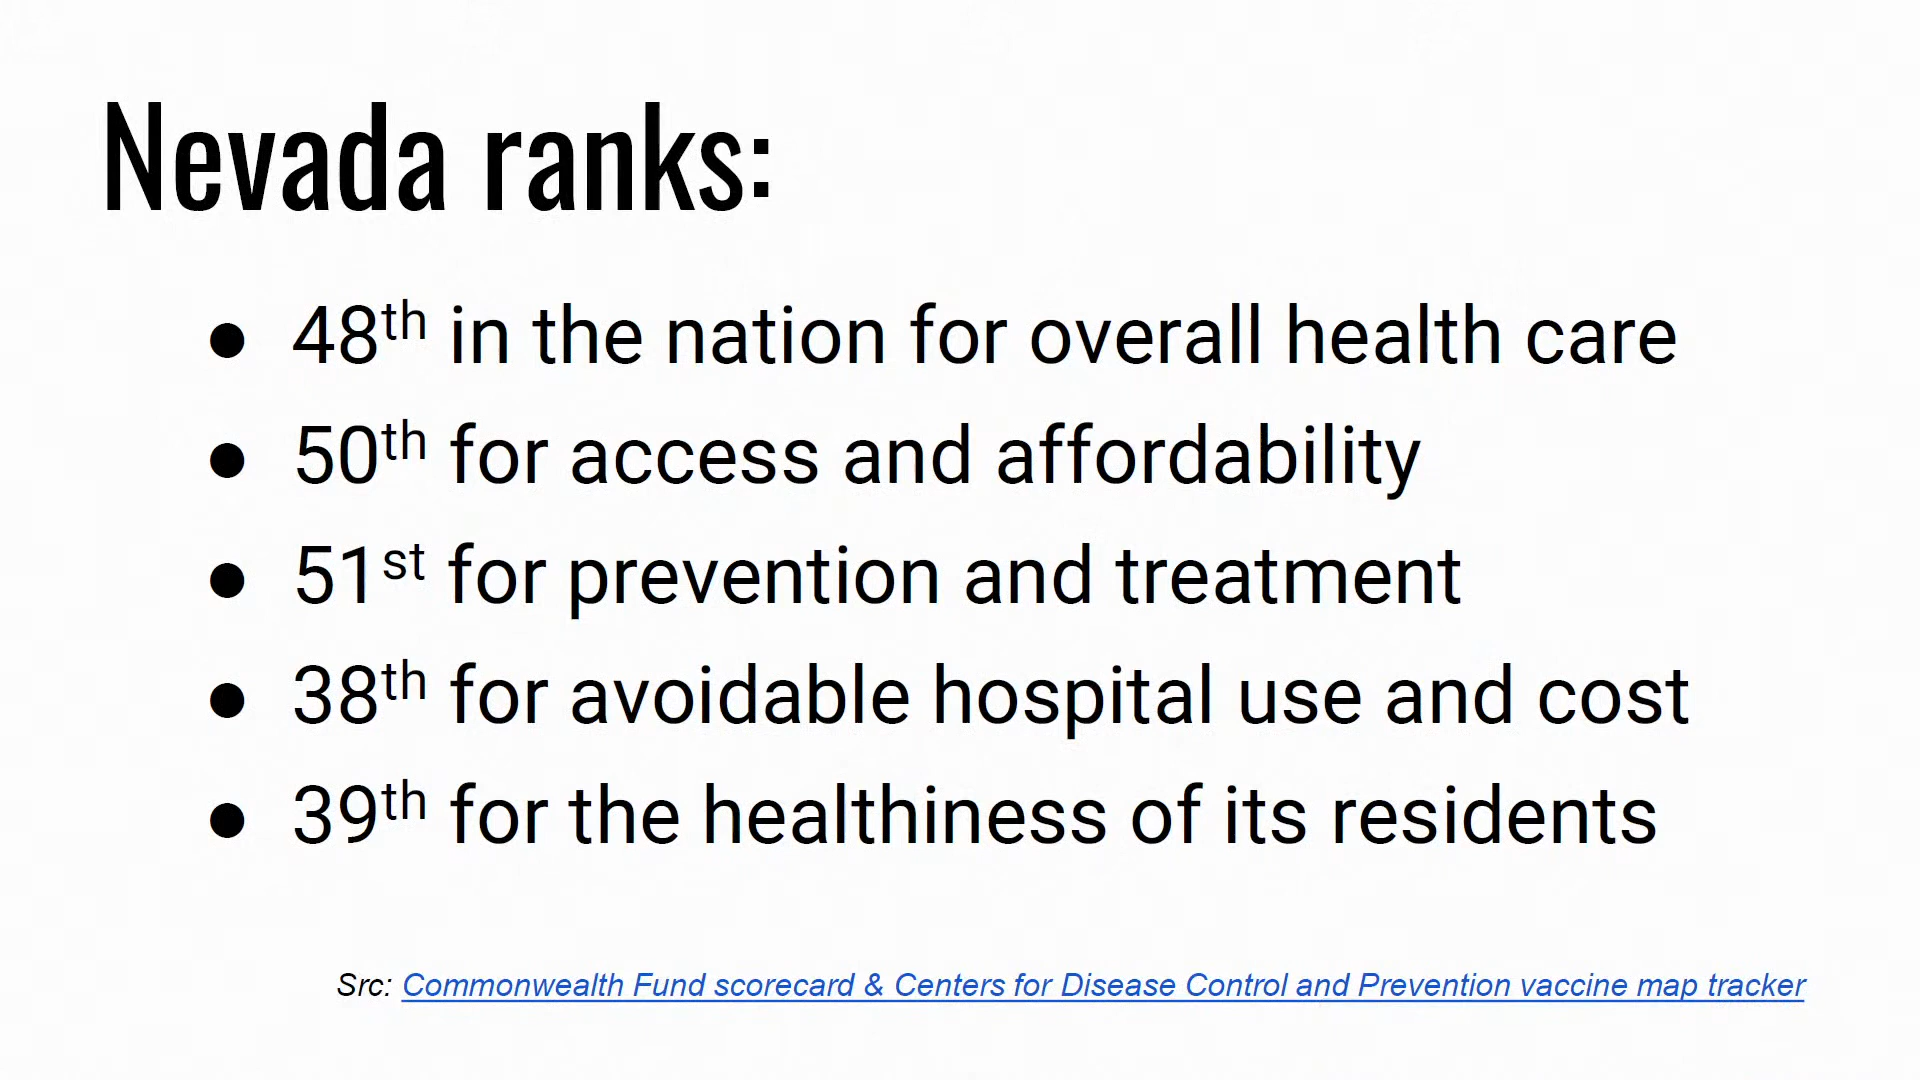 Nevada ranks:
● 48th in the nation for overall health care
● 50th for access and affordability
● 51st for prevention and treatment
● 38th for avoidable hospital use and cost
● 39th for the healthiness of its residents
Src: Commonwealth Fund scorecard & Centers for Disease Control and Prevention vaccine map tracker